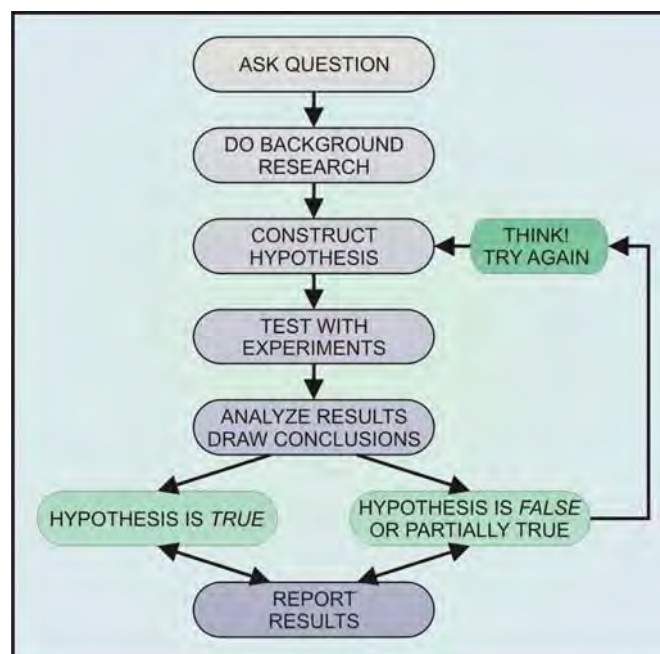 ASK QUESTION
DO BACKGROUND
RESEARCH
CONSTRUCT
HYPOTHESIS
THINK!
TRY AGAIN
TEST WITH
EXPERIMENTS
ANALYZE RESULTS
DRAW CONCLUSIONS
HYPOTHESIS IS TRUE
HYPOTHESIS IS FALSE
OR PARTIALLY TRUE
REPORT
RESULTS